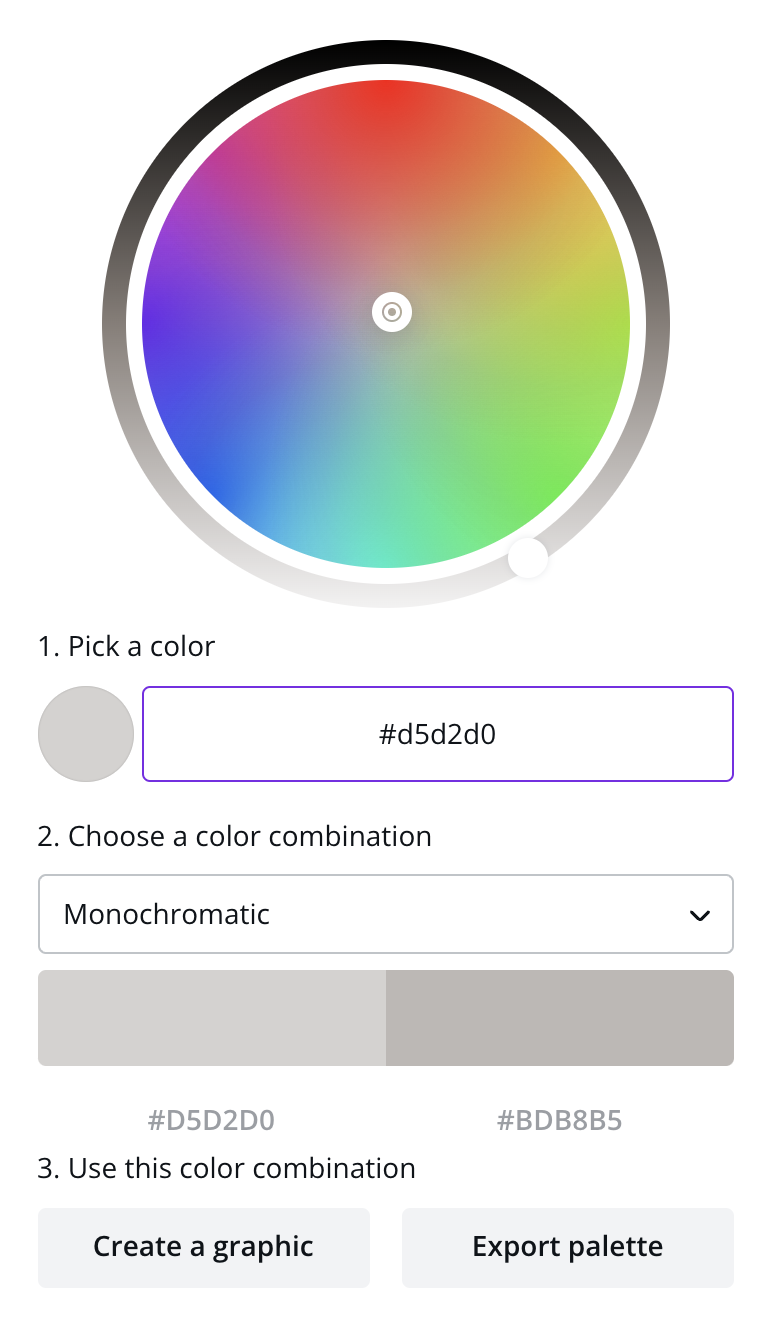 1. Pick a color
#d5d2d0
2. Choose a color combination
Monochromatic
#D5D2D0 #BDB8B5
3. Use this color combination
Create a graphic Export palette